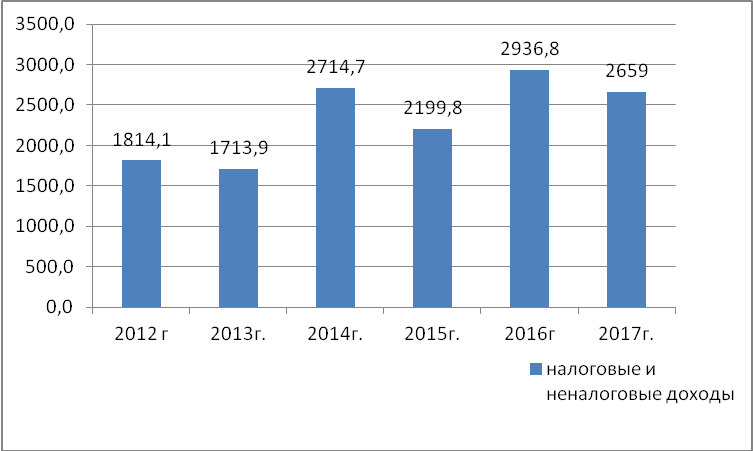 3500,0
3000,0
2500,0
2000,0
1500,0
1000,0
500,0
0,0
1814,1
1713,9
2714,7
2199,8
2936,8
2659
2012 г
2013г.
2014г.
2015г.
2016г
2017г.
налоговые и
неналоговые доходы